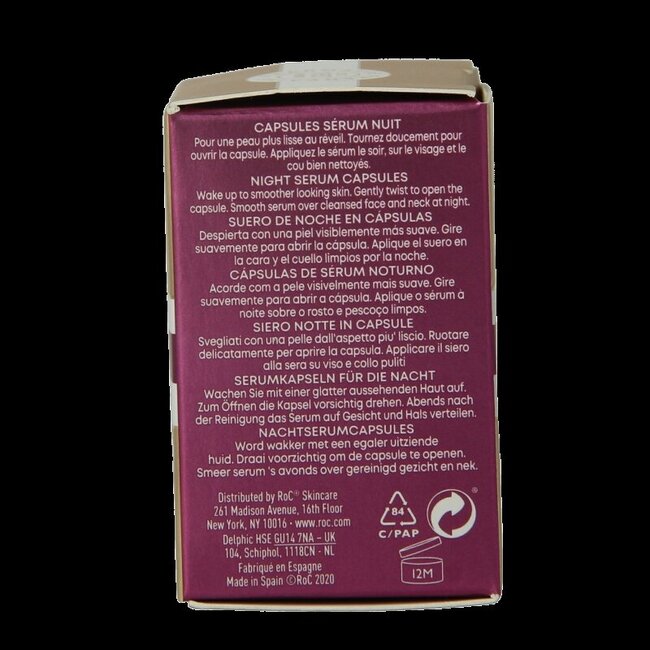 CAPSULES SÉRUM NUIT
Pour une peau plus lisse au réveil. Tournez doucement pour
ouvrir la capsule. Appliquez le sérum le soir, sur le visage et le
cou bien nettoyés.
NIGHT SERUM CAPSULES
Wake up to smoother looking skin. Gently twist to open the
capsule. Smooth serum over cleansed face and neck at night.
SUERO DE NOCHE EN CÁPSULAS
Despierta con una piel visiblemente más suave. Gire
suavemente para abrir la cápsula. Aplique el suero en
la cara y el cuello limpios por la noche.
CÁPSULAS DE SÉRUM NOTURNO
Acorde com a pele visivelmente mais suave. Gire
suavemente para abrir a cápsula. Aplique o sérum à
noite sobre o rosto e pescoço limpos.
SIERO NOTTE IN CAPSULE
Svegliati con una pelle dall'aspetto piu' liscio. Ruotare
delicatamente per aprire la capsula. Applicare il siero
alla sera su viso e collo puliti
SERUMKAPSELN FÜR DIE NACHT
Wachen Sie mit einer glatter aussehenden Haut auf.
Zum Öffnen die Kapsel vorsichtig drehen. Abends nach
der Reinigung das Serum auf Gesicht und Hals verteilen.
NACHTSERUMCAPSULES
Word wakker met een egaler uitziende
huid. Draai voorzichtig om de capsule te openen.
Smeer serum 's avonds over gereinigd gezicht en nek.
Distributed by RoC® Skincare
261 Madison Avenue, 16th Floor
New York, NY 10016 • www.roc.com
Delphic HSE GU14 7NA – UK
104, Schiphol, 1118CN - NL
Fabriqué en Espagne
Made in Spain ©RoC 2020
84
C/PAP
12M